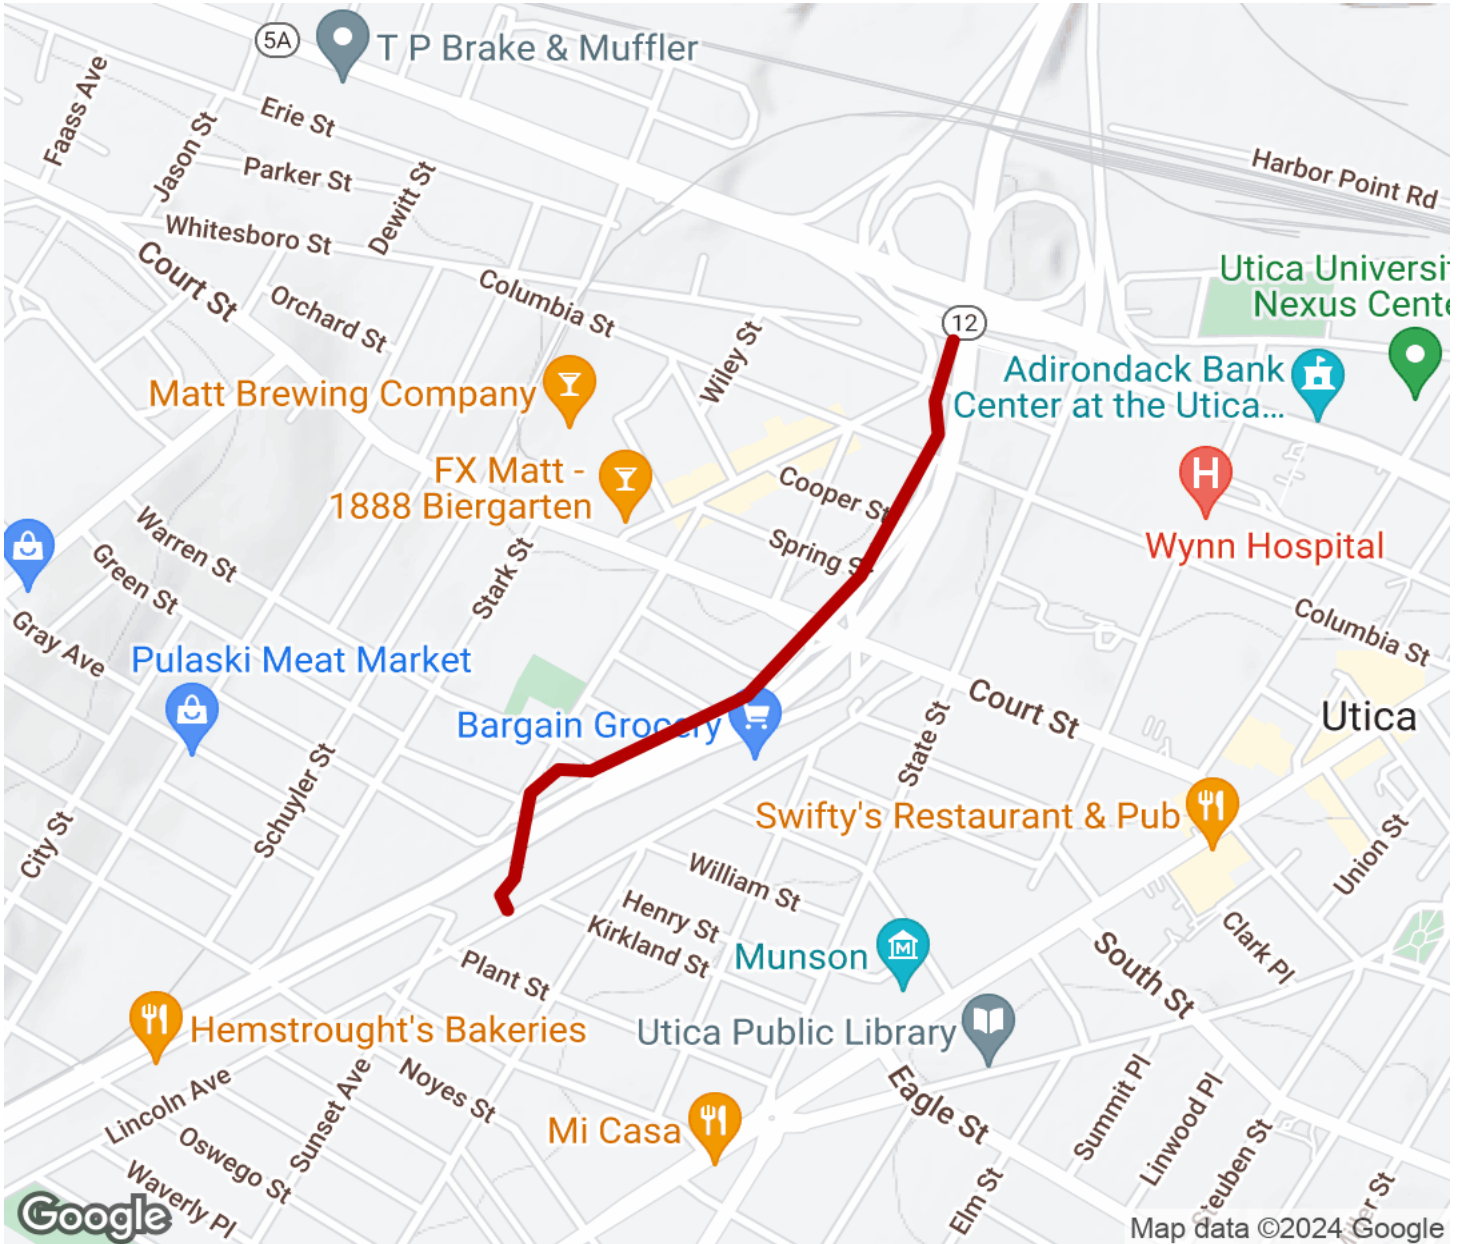 5A
T P Brake & Muffler
Faass Ave
Erie St
Jason St
Parker St
Dewitt St
Harbor Point Rd
Whitesboro St
Court St
Orchard St
Columbia St
Wiley St
12
Utica Universit
Nexus Cente
Adirondack Bank
Center at the Utica...
Matt Brewing Company
FX Matt -
1888 Biergarten
Cooper St
Spring St
H
Wynn Hospital
Warren St
Green St
Gray Ave
Stark St
Columbia St
Pulaski Meat Market
Bargain Grocery
Court St
State St
Utica
Schuyler St
City St
Swifty's Restaurant & Pub
Union St
William St
Henry St
Kirkland St
Munson
M
Clark Pl
South St
Plant St
Hemstrought's Bakeries
Utica Public Library
Lincoln Ave
Sunset Ave
Noyes St
Mi Casa
Eagle St
Summit Pl
Linwood Pl
Steuben St
Oswego St
Waverly Pl
Elm St
Google
Map data ©2024 Google